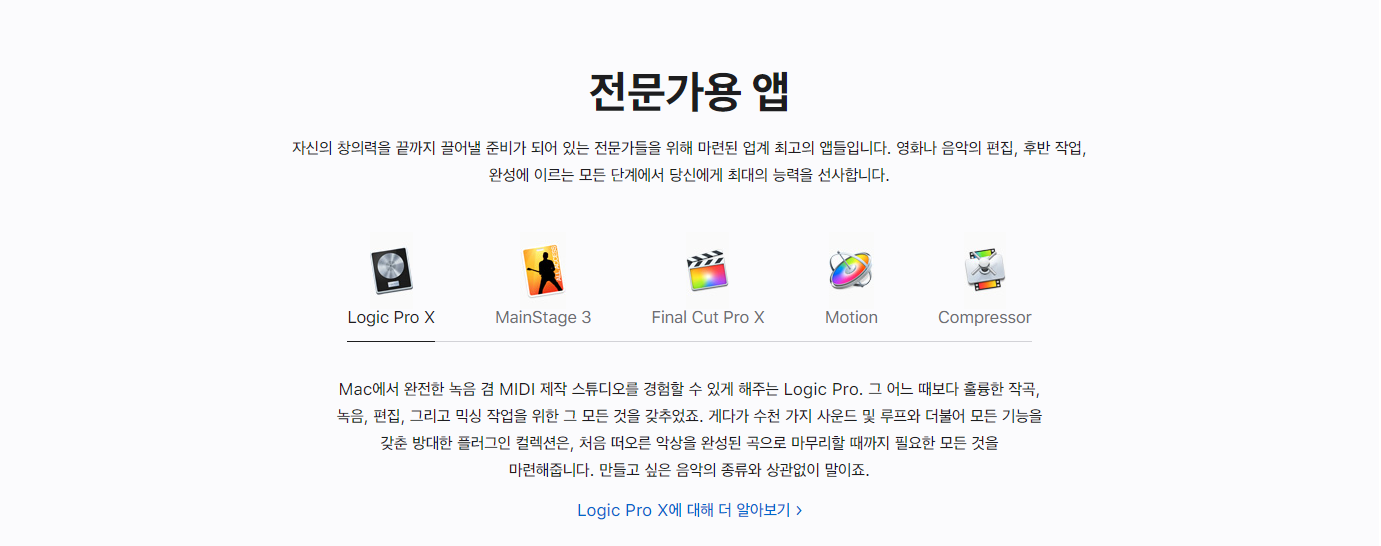 전문가용 앱
자신의 창의력을 끝까지 끌어낼 준비가 되어 있는 전문가들을 위해 마련된 업계 최고의 앱들입니다. 영화나 음악의 편집, 후반 작업,
완성에 이르는 모든 단계에서 당신에게 최대의 능력을 선사합니다.
Logic Pro X MainStage 3 Final Cut Pro X Motion Compressor
Mac에서 완전한 녹음 겸 MIDI 제작 스튜디오를 경험할 수 있게 해주는 Logic Pro. 그 어느 때보다 훌륭한 작곡,
녹음, 편집, 그리고 믹싱 작업을 위한 그 모든 것을 갖추었죠. 게다가 수천 가지 사운드 및 루프와 더불어 모든 기능을
갖춘 방대한 플러그인 컬렉션은, 처음 떠오른 악상을 완성된 곡으로 마무리할 때까지 필요한 모든 것을
마련해줍니다. 만들고 싶은 음악의 종류와 상관없이 말이죠.
Logic Pro X에 대해 더 알아보기 >